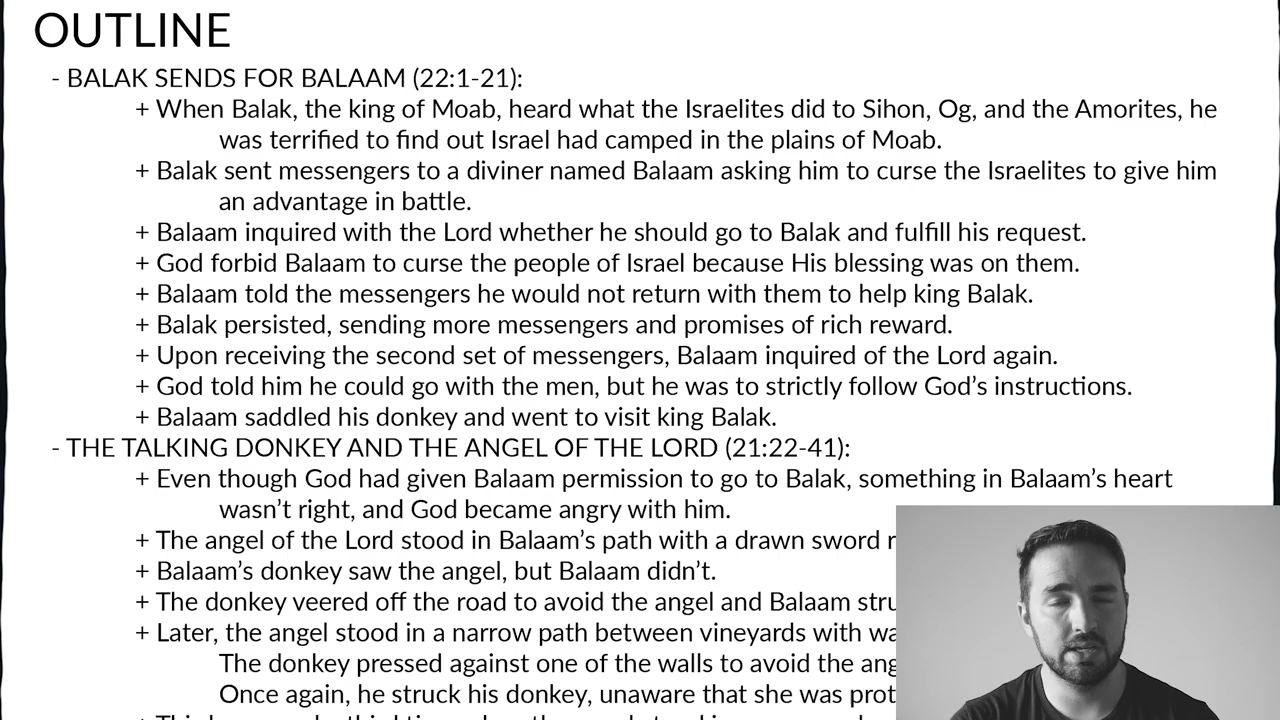 OUTLINE
- BALAK SENDS FOR BALAAM (22:1-21):
+ When Balak, the king of Moab, heard what the Israelites did to Sihon, Og, and the Amorites, he
was terrified to find out Israel had camped in the plains of Moab.
+ Balak sent messengers to a diviner named Balaam asking him to curse the Israelites to give him
an advantage in battle.
+ Balaam inquired with the Lord whether he should go to Balak and fulfill his request.
+ God forbid Balaam to curse the people of Israel because His blessing was on them.
+ Balaam told the messengers he would not return with them to help king Balak.
+ Balak persisted, sending more messengers and promises of rich reward.
+ Upon receiving the second set of messengers, Balaam inquired of the Lord again.
+ God told him he could go with the men, but he was to strictly follow God’s instructions.
+ Balaam saddled his donkey and went to visit king Balak.
- THE TALKING DONKEY AND THE ANGEL OF THE LORD (21:22-41):
+ Even though God had given Balaam permission to go to Balak, something in Balaam’s heart
wasn’t right, and God became angry with him.
+ The angel of the Lord stood in Balaam’s path with a drawn sword
+ Balaam’s donkey saw the angel, but Balaam didn’t.
+ The donkey veered off the road to avoid the angel and Balaam
+ Later, the angel stood in a narrow path between vineyards with
The donkey pressed against one of the walls to avoid the
Once again, he struck his donkey, unaware that she was